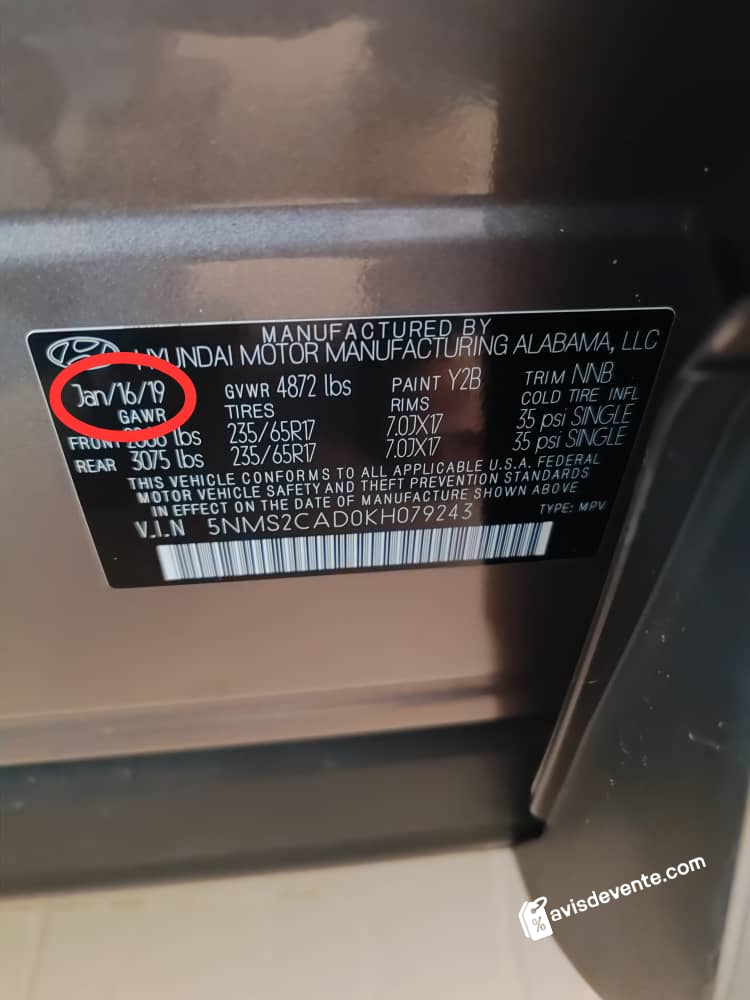 MANUFACTURED BY
HYUNDAI MOTOR MANUFACTURING ALABAMA, LLC
Jan/16/19 GVWR 4872 lbs PAINT Y2B TRIM NNB
GAWR TIRES RIMS COLD TIRE INFL
FRONT lbs 235/65R17 7.0JX17 35 psi SINGLE
REAR 3075 lbs 235/65R17 7.0JX17 35 psi SINGLE
THIS VEHICLE CONFORMS TO ALL APPLICABLE U.S.A. FEDERAL
MOTOR VEHICLE SAFETY AND THEFT PREVENTION STANDARDS
IN EFFECT ON THE DATE OF MANUFACTURE SHOWN ABOVE
V.I.N 5NMS2CAD0KH079243 TYPE: MPV
% avisdevente.com